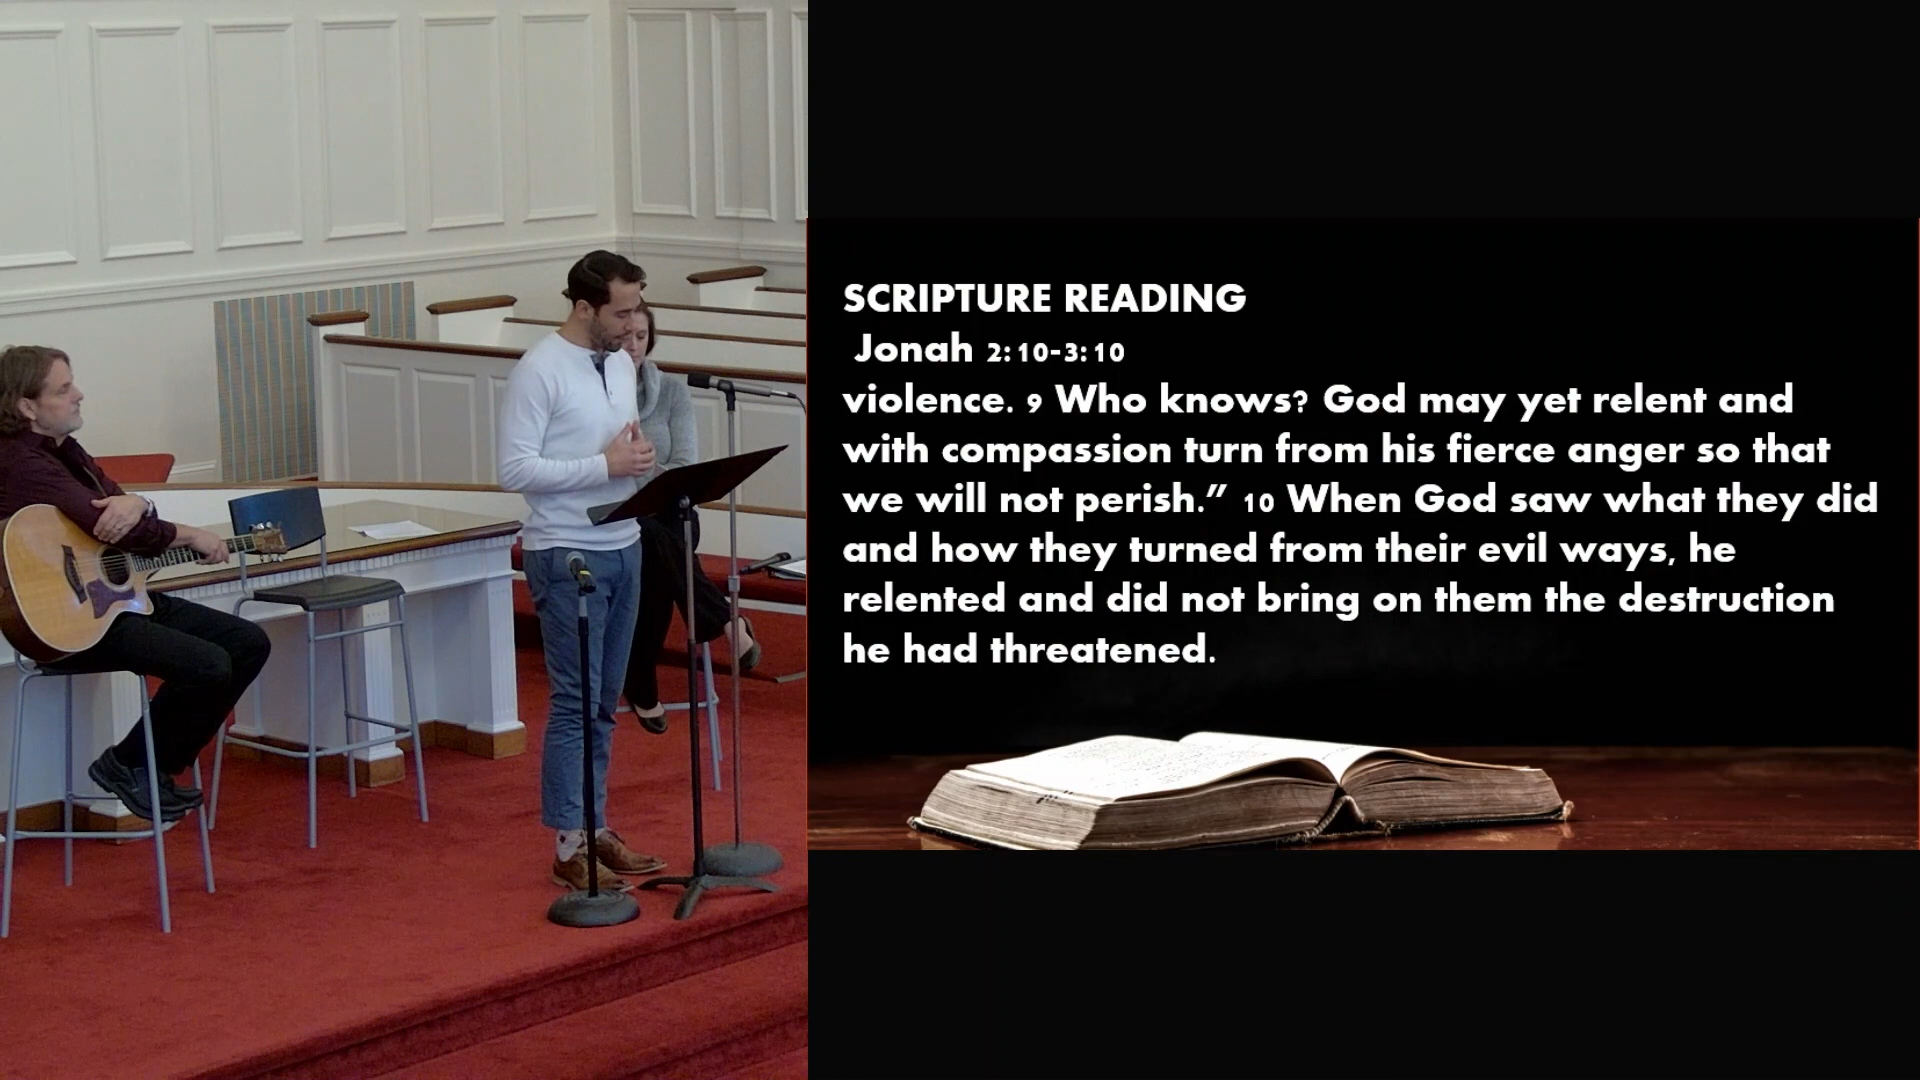 SCRIPTURE READING
Jonah 2:10-3:10
violence. 9 Who knows? God may yet relent and
with compassion turn from his fierce anger so that
we will not perish.” 10 When God saw what they did
and how they turned from their evil ways, he
relented and did not bring on them the destruction
he had threatened.